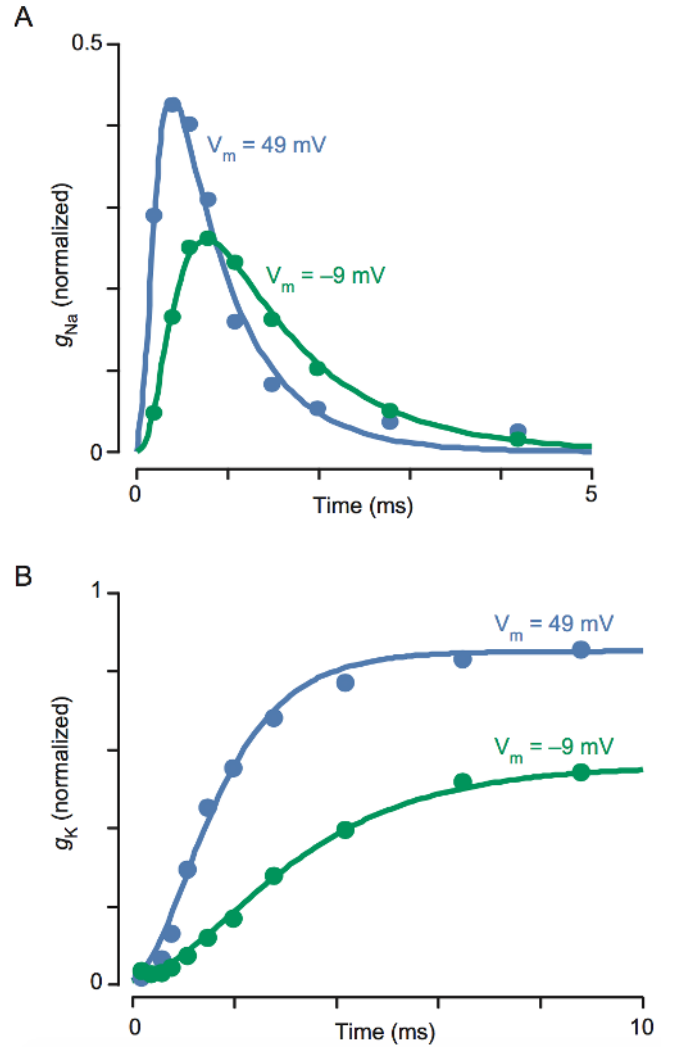 A
0.5
V_m = 49 mV
V_m = –9 mV
g_Na (normalized)
0
0
5
Time (ms)
B
1
V_m = 49 mV
V_m = –9 mV
g_K (normalized)
0
0
10
Time (ms)